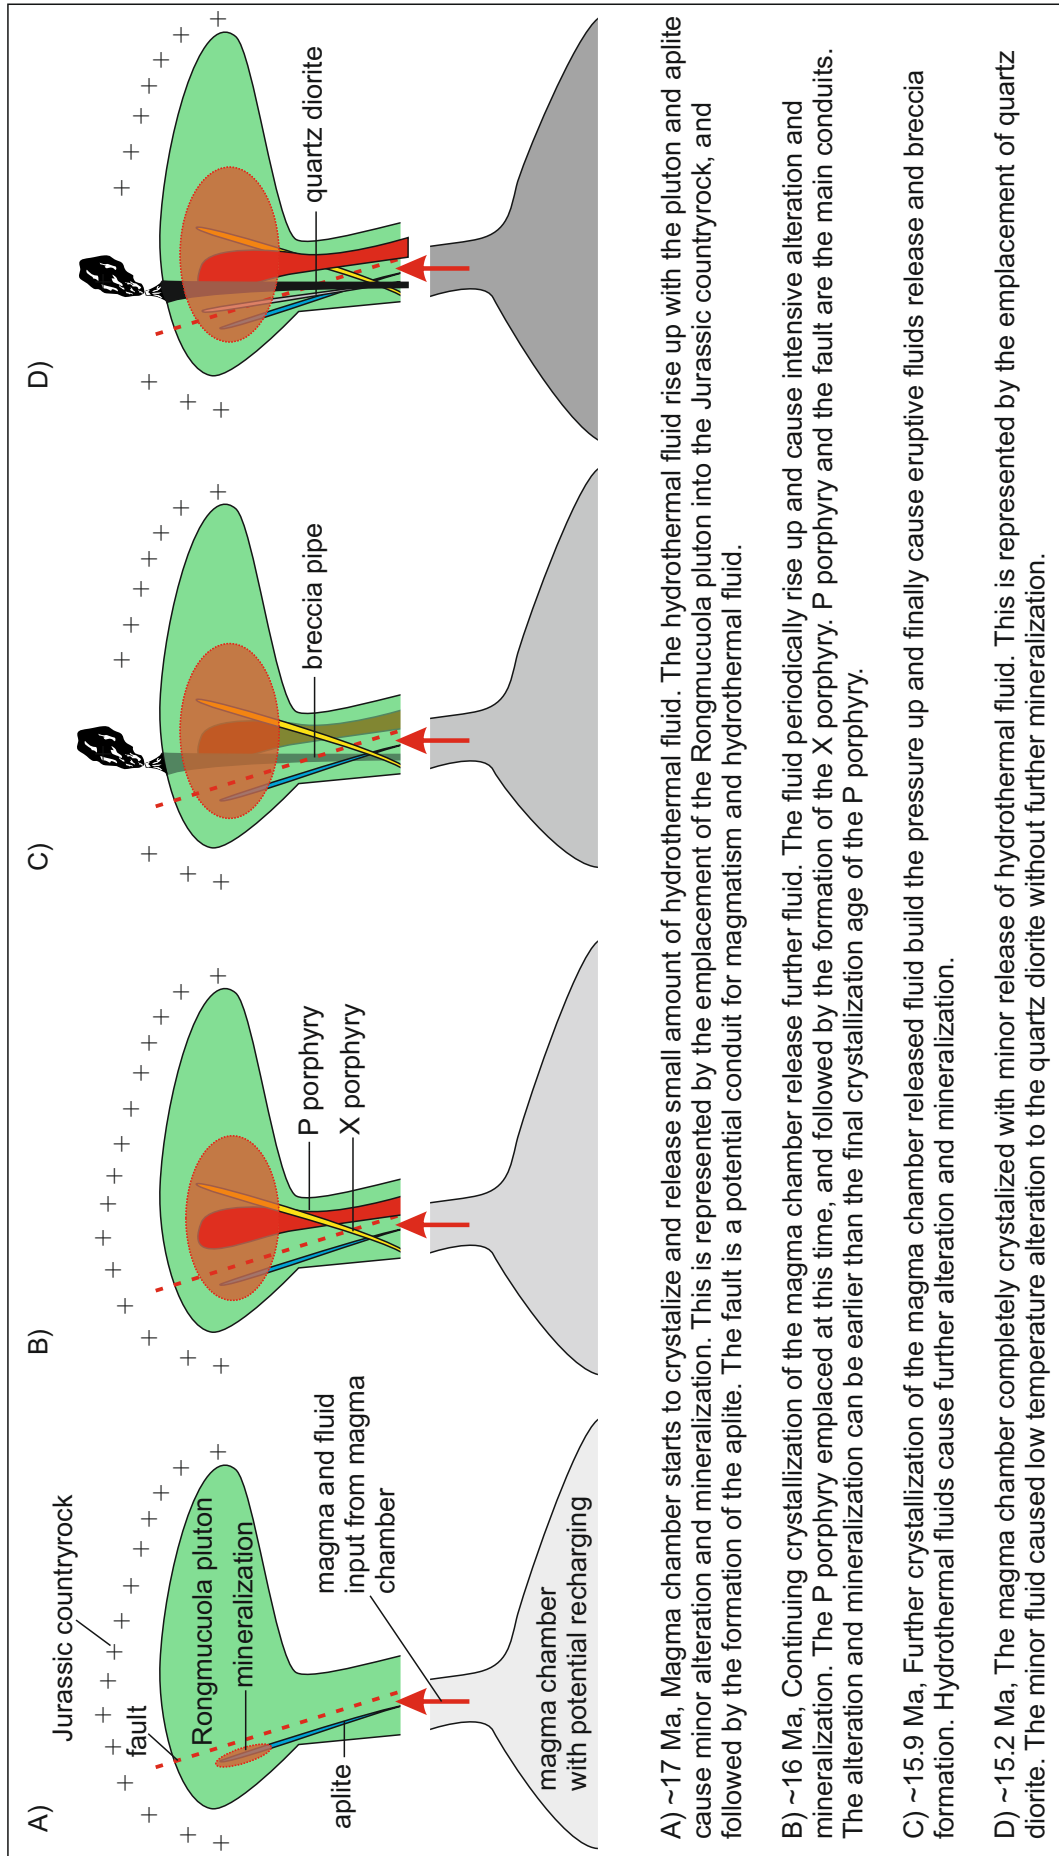 A)
Jurassic countryrock
fault
Rongmucuola pluton
mineralization
aplite
magma and fluid
input from magma
chamber
magma chamber
with potential recharging
B)
P porphyry
X porphyry
C)
breccia pipe
D)
quartz diorite
A) ~17 Ma, Magma chamber starts to crystalize and release small amount of hydrothermal fluid. The hydrothermal fluid rise up with the pluton and aplite
cause minor alteration and mineralization. This is represented by the emplacement of the Rongmucuola pluton into the Jurassic countryrock, and
followed by the formation of the aplite. The fault is a potential conduit for magmatism and hydrothermal fluid.
B) ~16 Ma, Continuing crystallization of the magma chamber release further fluid. The fluid periodically rise up and cause intensive alteration and
mineralization. The P porphyry emplaced at this time, and followed by the formation of the X porphyry. P porphyry and the fault are the main conduits.
The alteration and mineralization can be earlier than the final crystallization age of the P porphyry.
C) ~15.9 Ma, Further crystallization of the magma chamber released fluid build the pressure up and finally cause eruptive fluids release and breccia
formation. Hydrothermal fluids cause further alteration and mineralization.
D) ~15.2 Ma, The magma chamber completely crystalized with minor release of hydrothermal fluid. This is represented by the emplacement of quartz
diorite. The minor fluid caused low temperature alteration to the quartz diorite without further mineralization.